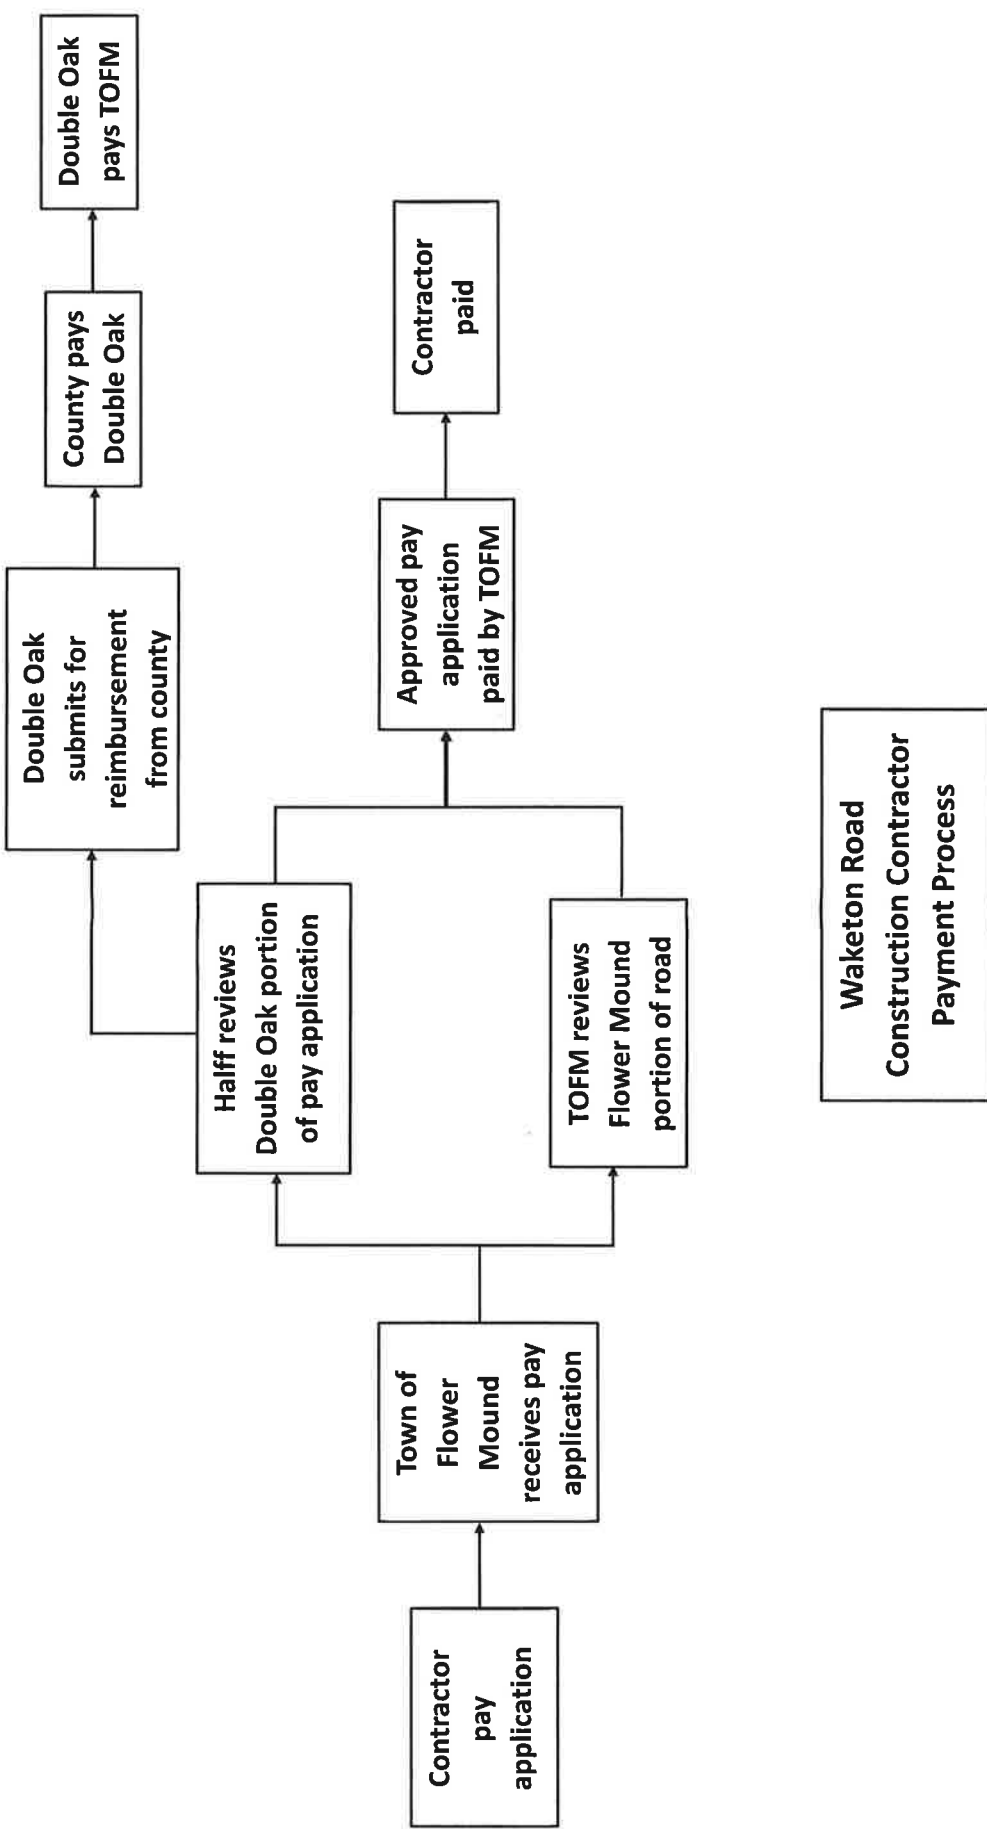 Contractor
pay
application
Town of
Flower
Mound
receives pay
application
Halff reviews
Double Oak portion
of pay application
TOFM reviews
Flower Mound
portion of road
Double Oak
submits for
reimbursement
from county
County pays
Double Oak
Double Oak
pays TOFM
Approved pay
application
paid by TOFM
Contractor
paid
Waketon Road
Construction Contractor
Payment Process